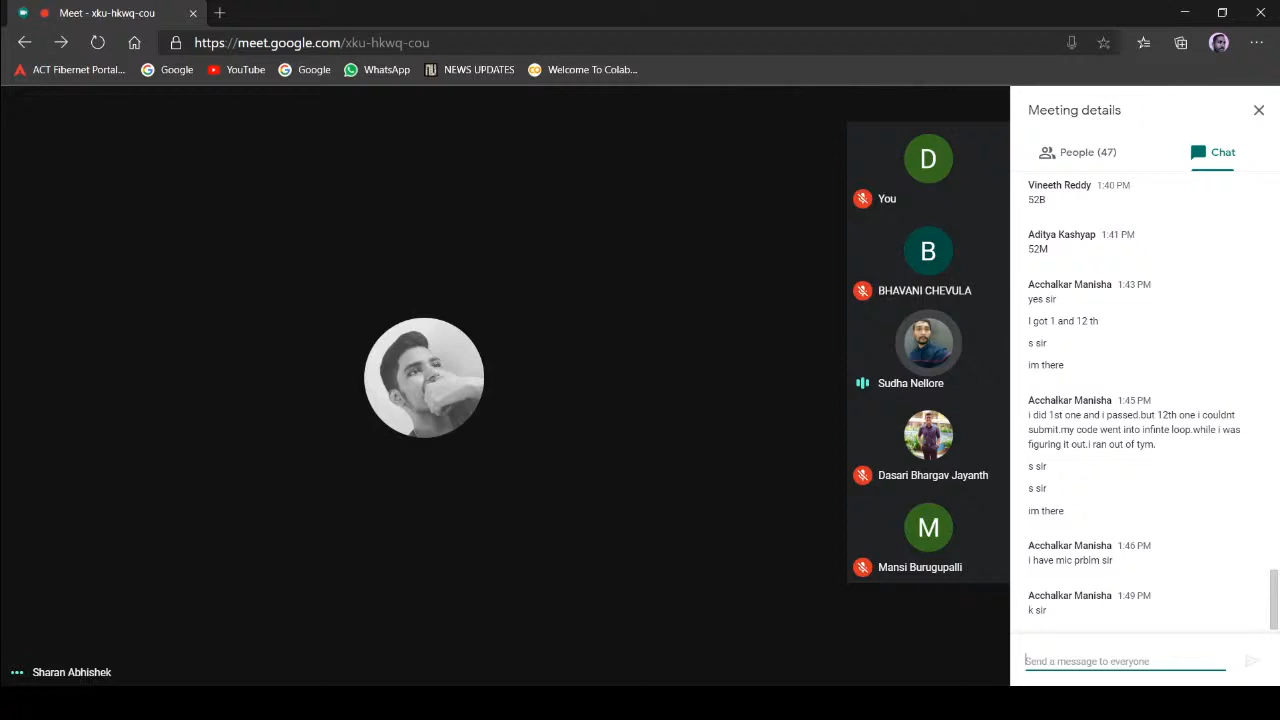 Meet - xku-hkwq-cou
https://meet.google.com/xku-hkwq-cou
ACT Fibernet Portal...
Google
YouTube
Google
WhatsApp
NEWS UPDATES
Welcome To Colab...
D
You
B
BHAVANI CHEVULA
Sudha Nellore
Dasari Bhargav Jayanth
M
Mansi Burugupalli
Sharan Abhishek
Meeting details
People (47)
Chat
Vineeth Reddy 1:40 PM
52B
Aditya Kashyap 1:41 PM
52M
Acchalkar Manisha 1:43 PM
yes sir
I got 1 and 12 th
s sir
im there
Acchalkar Manisha 1:45 PM
i did 1st one and i passed.but 12th one i couldnt
submit.my code went into infinte loop.while i was
figuring it out.i ran out of tym.
s sir
s sir
im there
Acchalkar Manisha 1:46 PM
i have mic prblm sir
Acchalkar Manisha 1:49 PM
k sir
Send a message to everyone